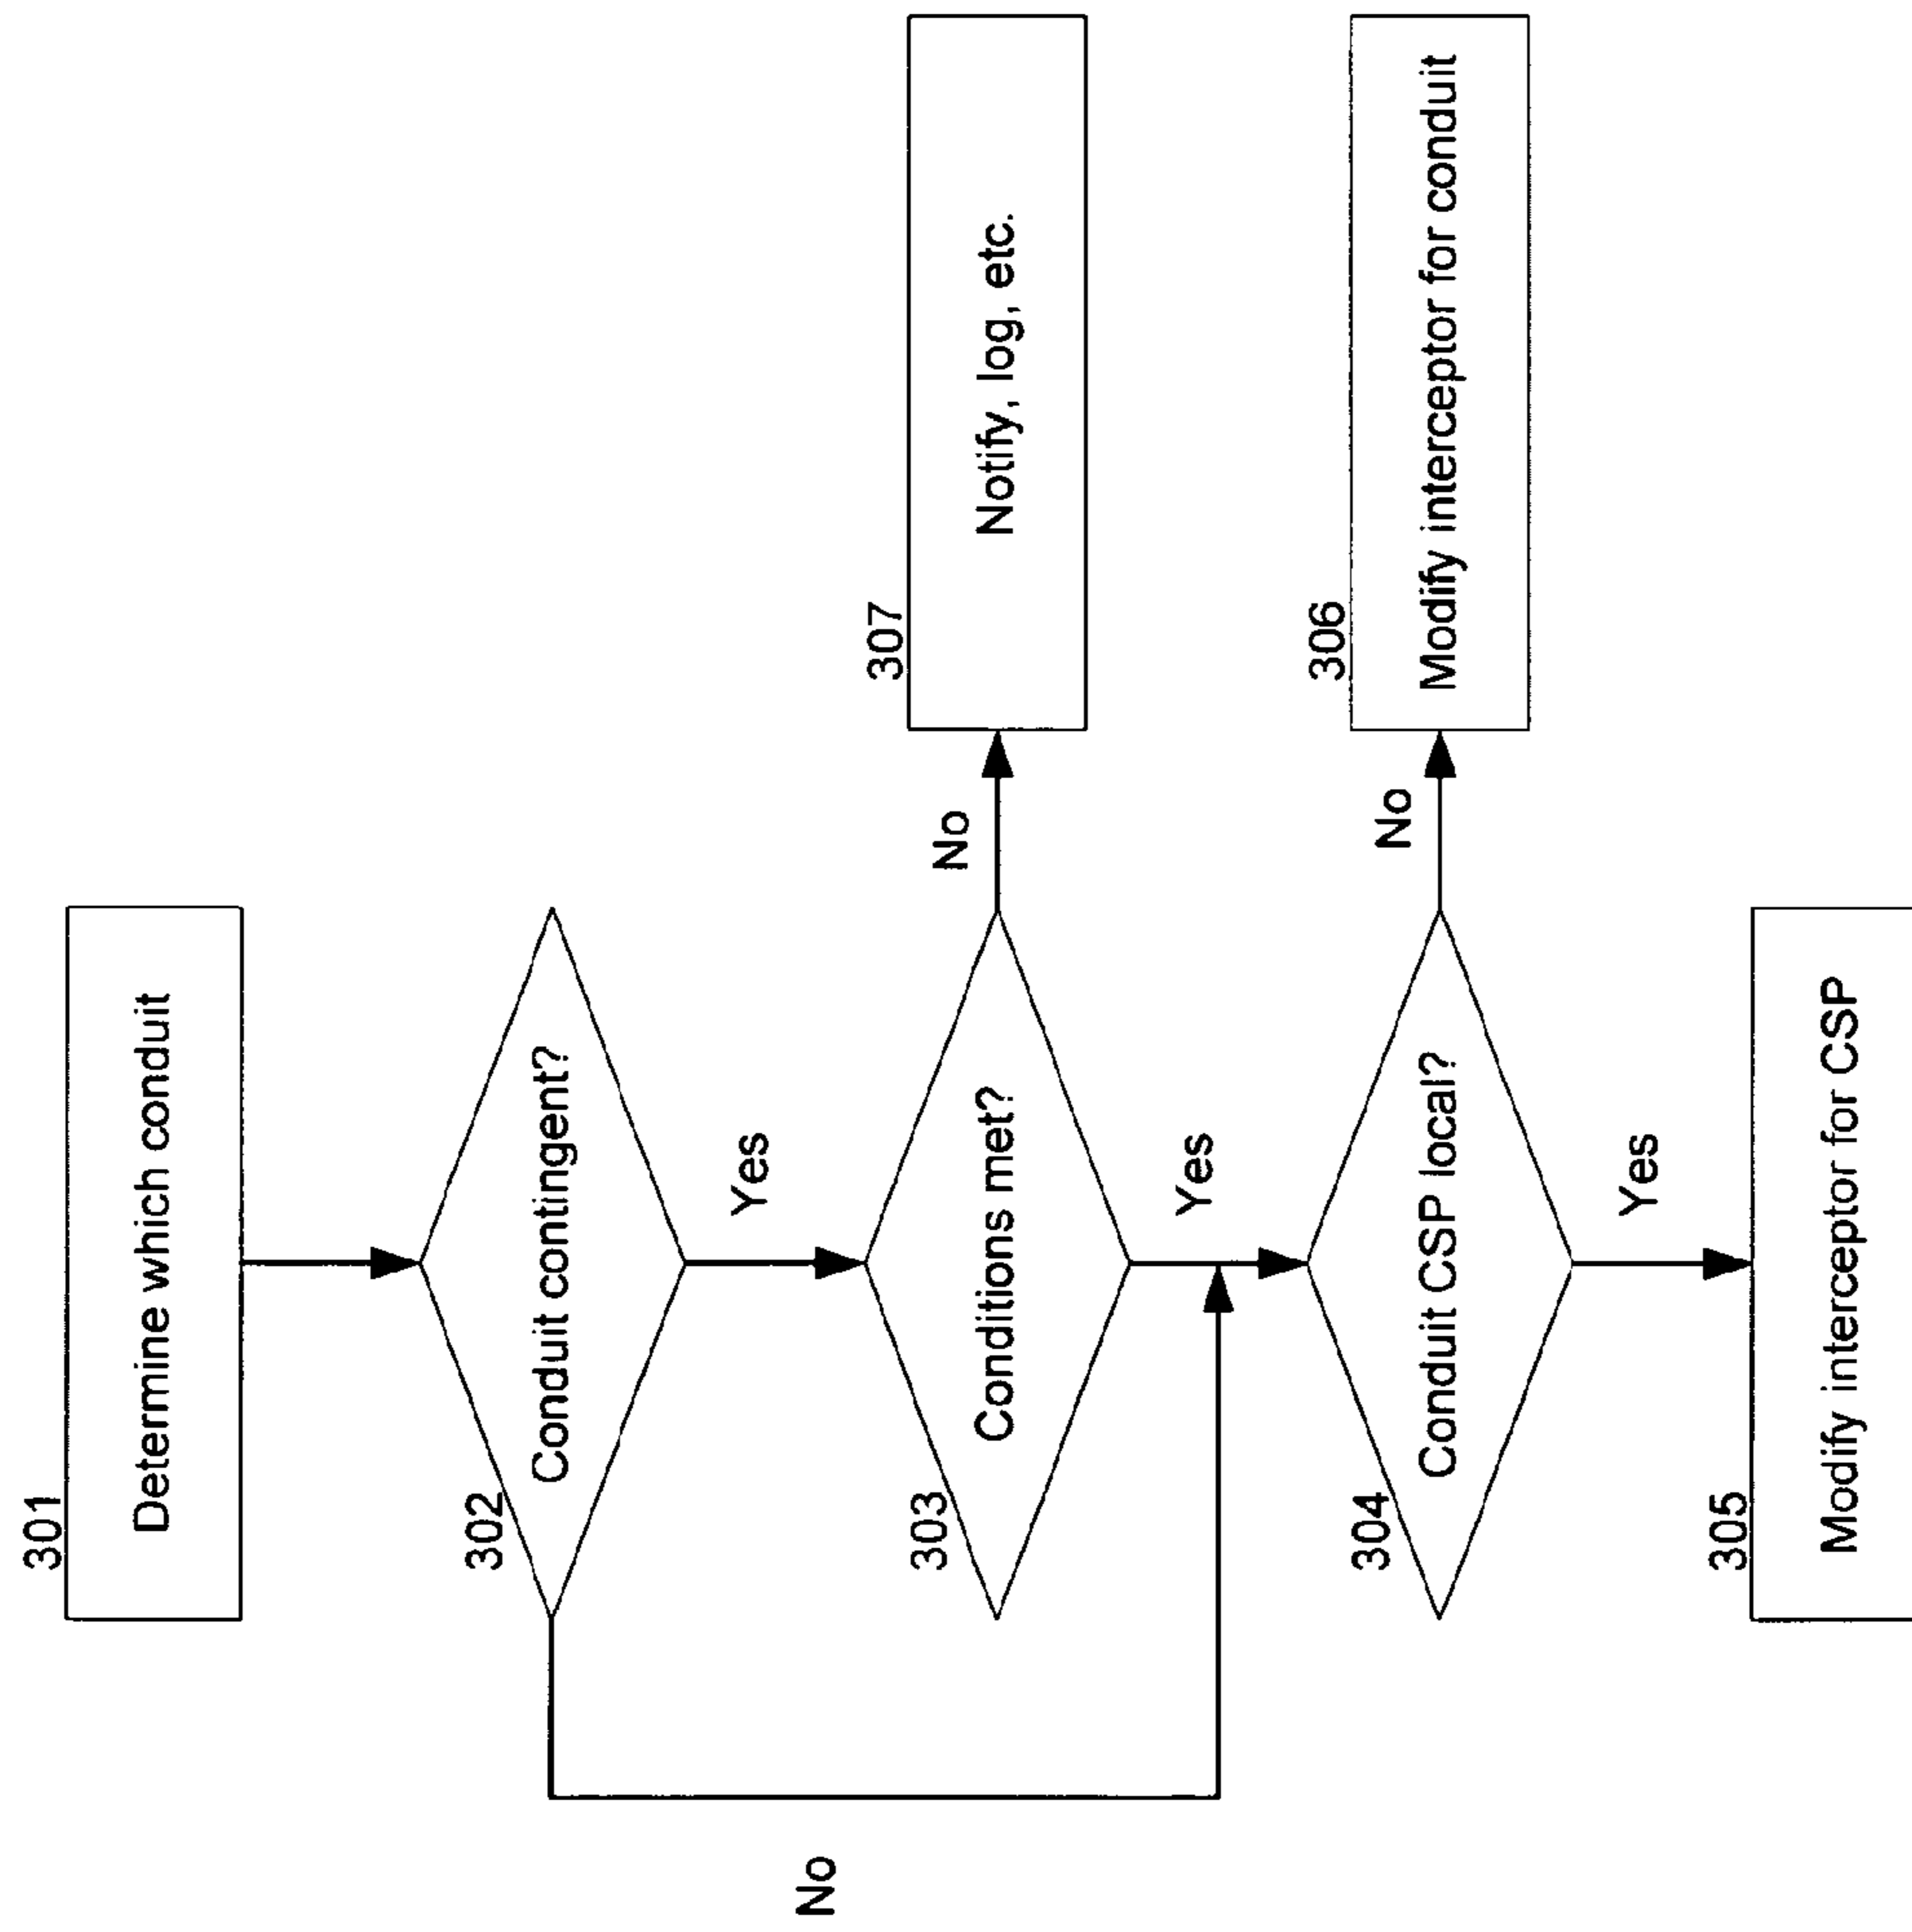 301
Determine which conduit
302
Conduit contingent?
No
Yes
303
Conditions met?
No
307
Notify, log, etc.
Yes
304
Conduit CSP local?
No
306
Modify interceptor for conduit
Yes
305
Modify interceptor for CSP